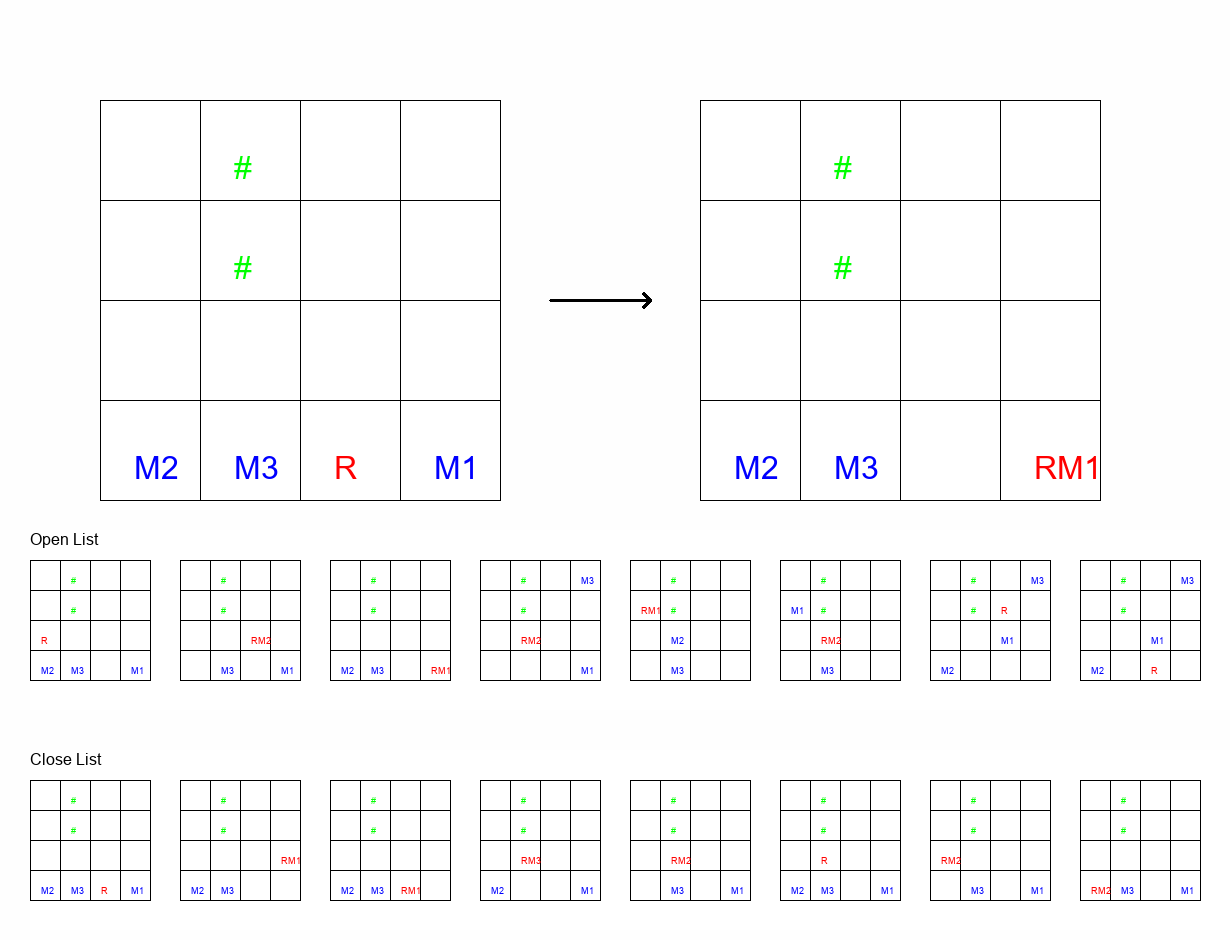 # #
# #
M2 M3 R M1 M2 M3 RM1
Open List
# # # # M3 # # # M3 # M3
# # # # RM1 # M1 # # R #
R RM2 RM2 M2 RM2 M1 M1
M2 M3 M1 M3 M1 M2 M3 RM1 M1 M3 M3 M2 M2 R
Close List
# # # # # # # #
# # # # # # # #
RM1 RM3 RM2 R RM2
M2 M3 R M1 M2 M3 M2 M3 RM1 M2 M1 M3 M1 M2 M3 M1 M3 M1 RM2 M3 M1